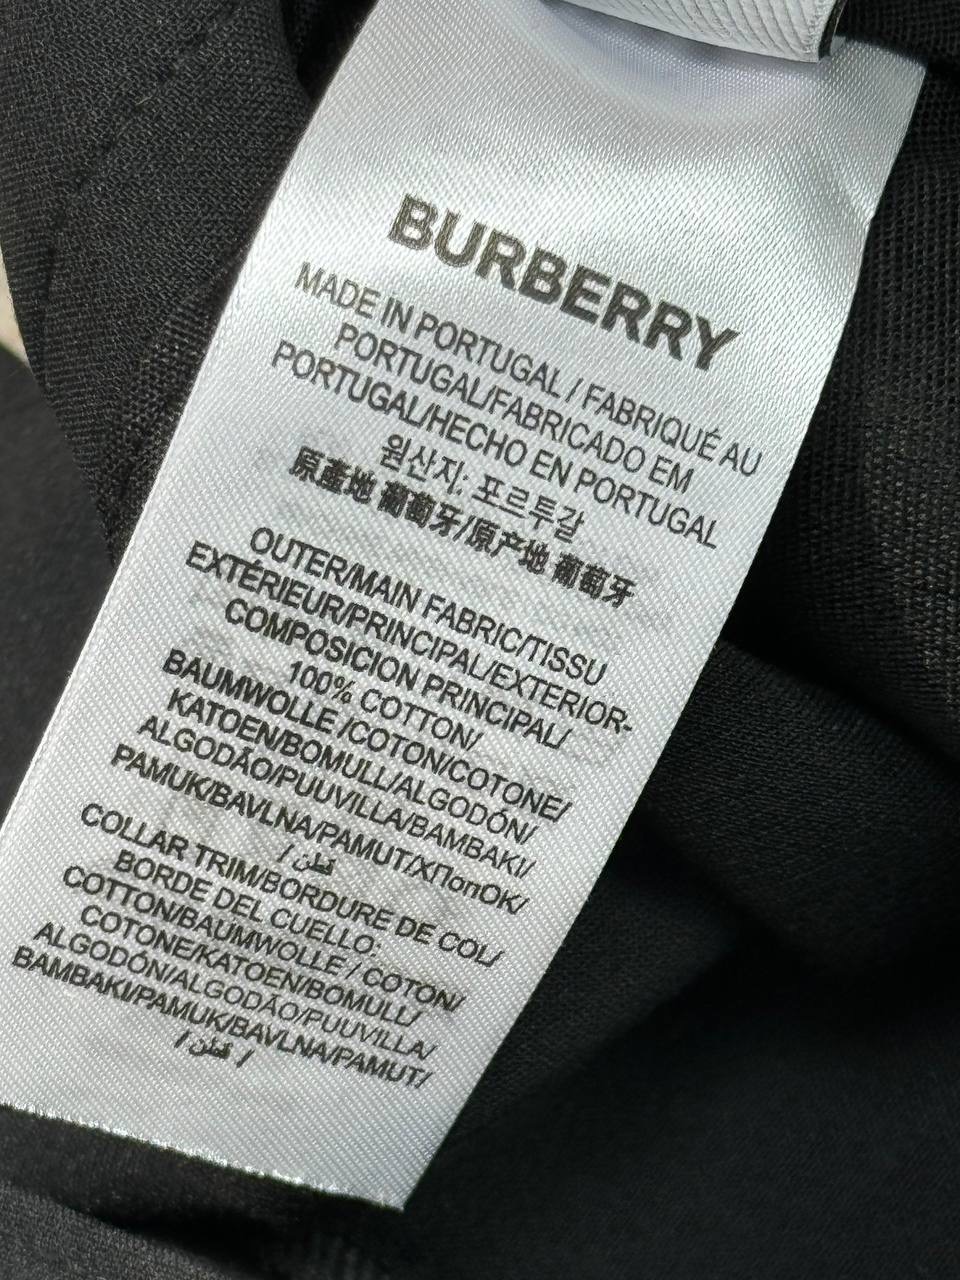 BURBERRY
MADE IN PORTUGAL / FABRIQUÉ AU
PORTUGAL/FABRICADO EM
PORTUGAL/HECHO EN PORTUGAL
원산지: 포르투갈
原產地 葡萄牙/原产地 葡萄牙
OUTER/MAIN FABRIC/TISSU
EXTÉRIEUR/PRINCIPAL/EXTERIOR-
COMPOSICION PRINCIPAL/
100% COTTON/
BAUMWOLLE /COTON/COTONE/
KATOEN/BOMULL/ALGODÓN/
ALGODÃO/PUUVILLA/BAMBAKI/
PAMUK/BAVLNA/PAMUT/ХПопОК/
/ قطن
COLLAR TRIM/BORDURE DE COL/
BORDE DEL CUELLO:
COTTON/BAUMWOLLE / COTON/
COTONE/KATOEN/BOMULL/
ALGODÓN/ALGODÃO/PUUVILLA/
BAMBAKI/PAMUK/BAVLNA/PAMUT/
/ قطن /